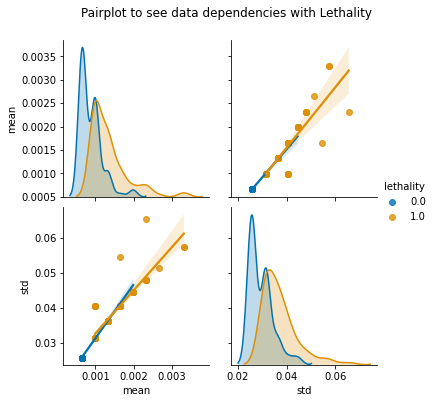 Pairplot to see data dependencies with Lethality
0.0035
0.0030
0.0025
0.0020
0.0015
0.0010
0.0005
mean
lethality
0.0
1.0
0.06
0.05
0.04
0.03
std
0.001 0.002 0.003
mean
0.02 0.04 0.06
std